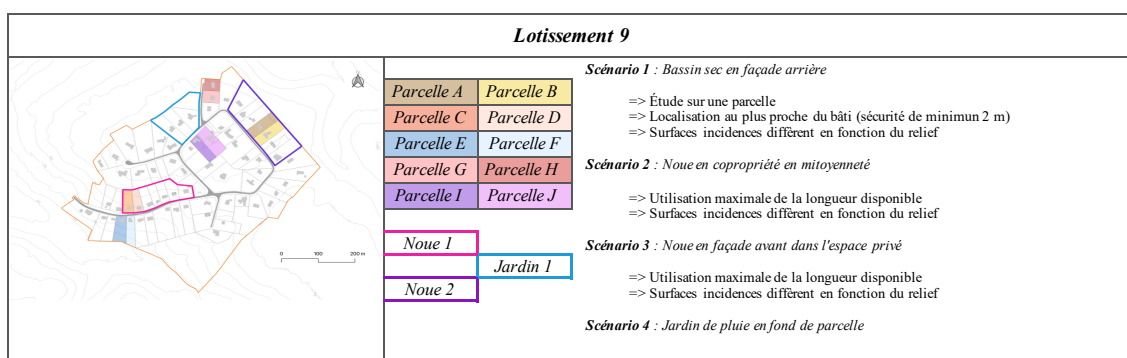 Lotissement 9
Parcelle A Parcelle B
Parcelle C Parcelle D
Parcelle E Parcelle F
Parcelle G Parcelle H
Parcelle I Parcelle J
Noue 1
Jardin 1
Noue 2
0 100 200 m
Scénario 1 : Bassin sec en façade arrière
=> Étude sur une parcelle
=> Localisation au plus proche du bâti (sécurité de minimun 2 m)
=> Surfaces incidences diffèrent en fonction du relief
Scénario 2 : Noue en copropriété en mitoyenneté
=> Utilisation maximale de la longueur disponible
=> Surfaces incidences diffèrent en fonction du relief
Scénario 3 : Noue en façade avant dans l'espace privé
=> Utilisation maximale de la longueur disponible
=> Surfaces incidences diffèrent en fonction du relief
Scénario 4 : Jardin de pluie en fond de parcelle